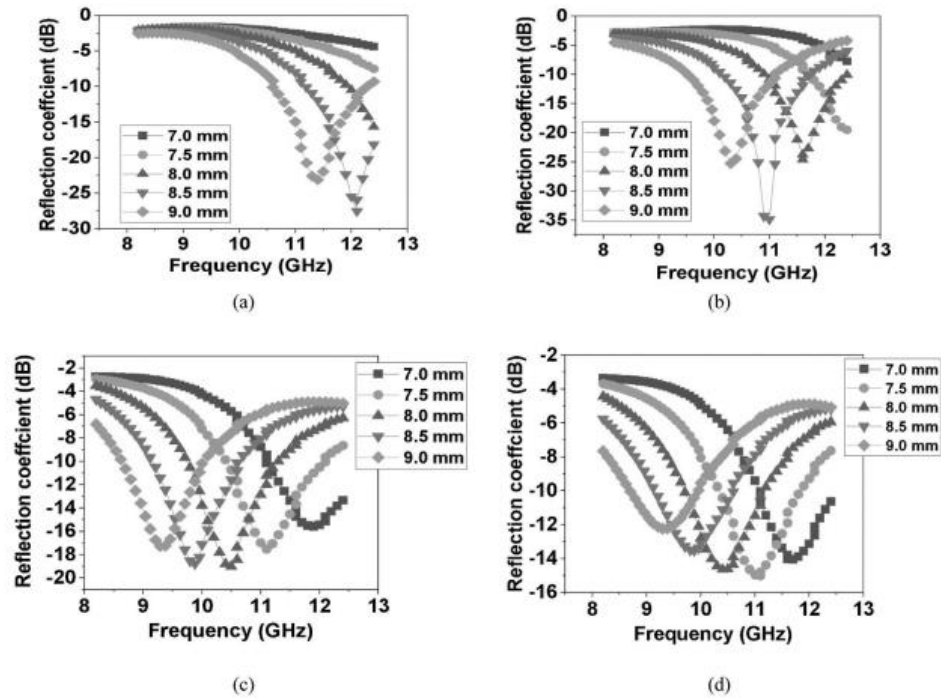 Reflection coeffcient (dB)
0
-5
-10
-15
-20
-25
-30
7.0 mm
7.5 mm
8.0 mm
8.5 mm
9.0 mm
8 9 10 11 12 13
Frequency (GHz)
(a)
Reflection coeffcient (dB)
0
-5
-10
-15
-20
-25
-30
-35
7.0 mm
7.5 mm
8.0 mm
8.5 mm
9.0 mm
8 9 10 11 12 13
Frequency (GHz)
(b)
Reflection coeffcient (dB)
-2
-4
-6
-8
-10
-12
-14
-16
-18
-20
7.0 mm
7.5 mm
8.0 mm
8.5 mm
9.0 mm
8 9 10 11 12 13
Frequency (GHz)
(c)
Reflection coeffcient (dB)
-2
-4
-6
-8
-10
-12
-14
-16
7.0 mm
7.5 mm
8.0 mm
8.5 mm
9.0 mm
8 9 10 11 12 13
Frequency (GHz)
(d)